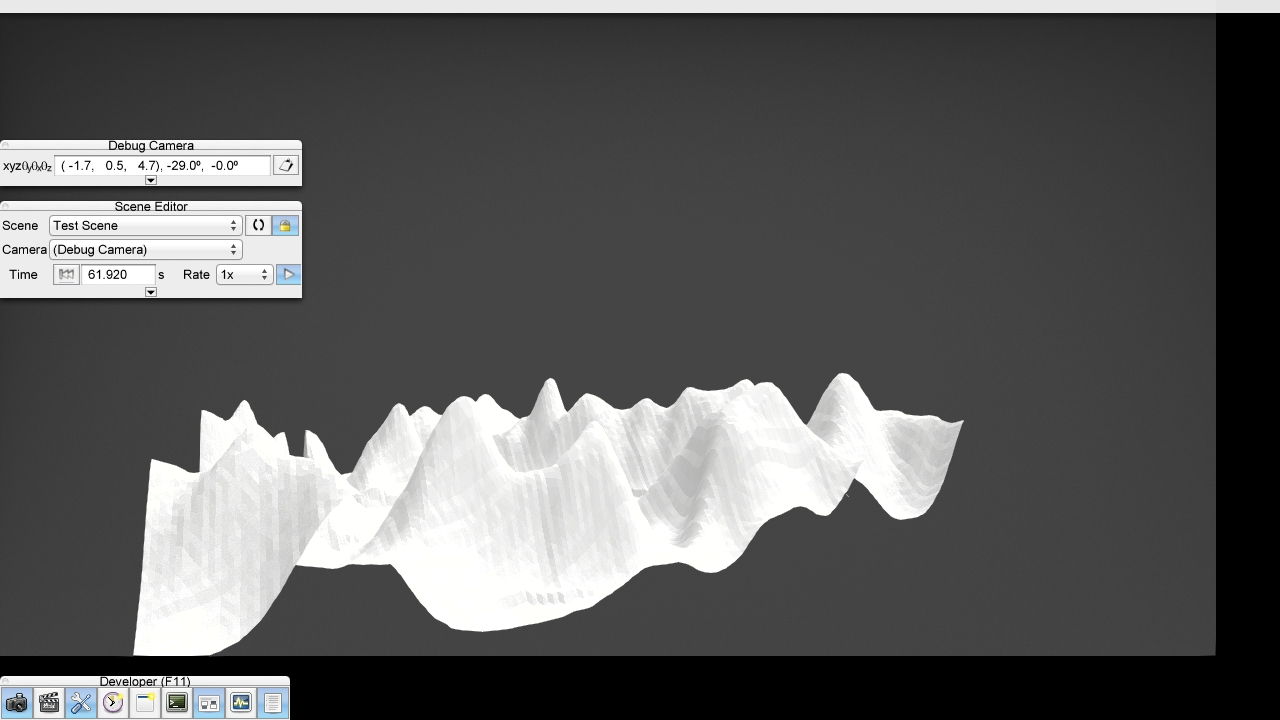 Debug Camera
xyzθyθxθz ( -1.7, 0.5, 4.7), -29.0º, -0.0º
Scene Editor
Scene Test Scene
Camera (Debug Camera)
Time 61.920 s Rate 1x
Developer (F11)